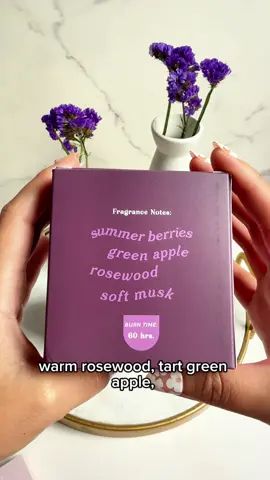 Fragrance Notes:
summer berries
green apple
rosewood
soft musk
BURN TIME
60 hrs.
warm rosewood, tart green
apple,